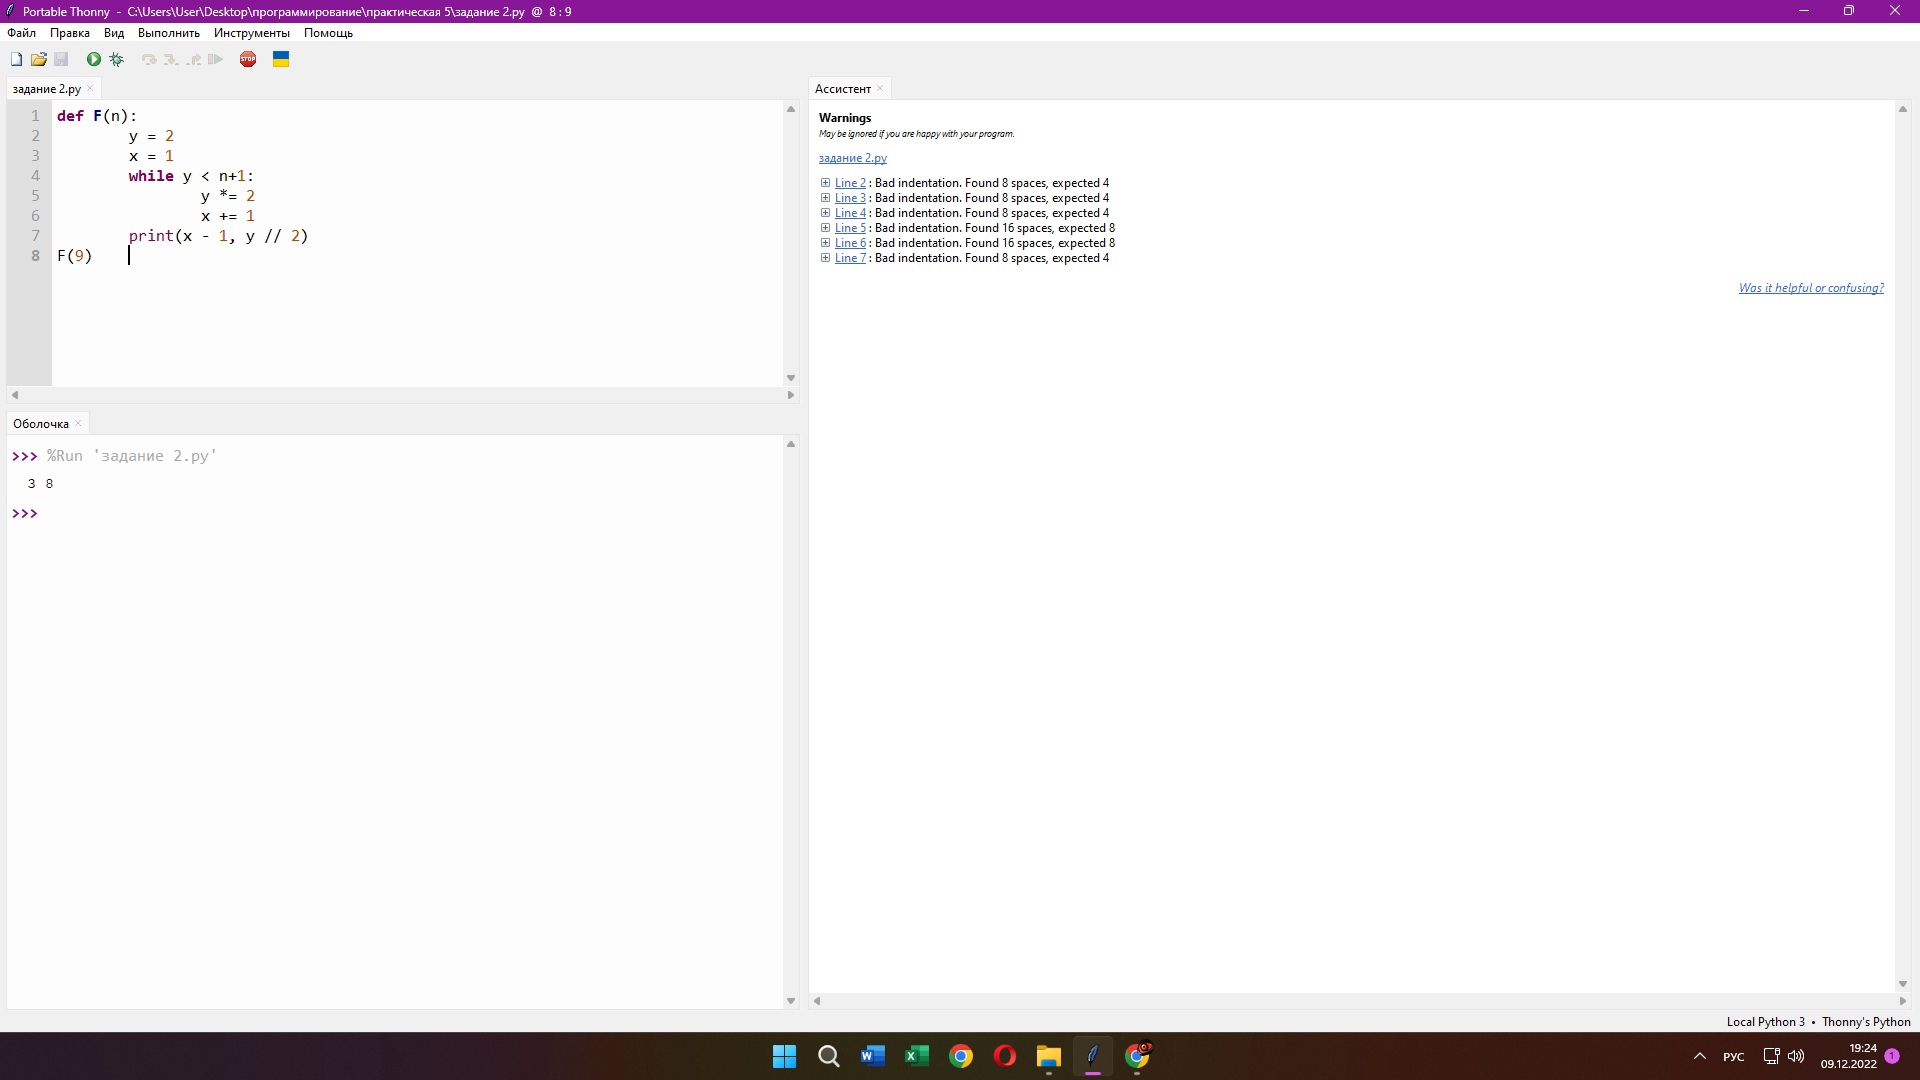 Portable Thonny - C:\Users\User\Desktop\программирование\практическая 5\задание 2.py @ 8 : 9
Файл Правка Вид Выполнить Инструменты Помощь
STOP
задание 2.py ×
1 def F(n):
2         y = 2
3         x = 1
4         while y < n+1:
5                 y *= 2
6                 x += 1
7         print(x - 1, y // 2)
8 F(9)
Оболочка ×
>>> %Run 'задание 2.py'
3 8
>>>
Ассистент ×
Warnings
May be ignored if you are happy with your program.
задание 2.py
Line 2 : Bad indentation. Found 8 spaces, expected 4
Line 3 : Bad indentation. Found 8 spaces, expected 4
Line 4 : Bad indentation. Found 8 spaces, expected 4
Line 5 : Bad indentation. Found 16 spaces, expected 8
Line 6 : Bad indentation. Found 16 spaces, expected 8
Line 7 : Bad indentation. Found 8 spaces, expected 4
Was it helpful or confusing?
Local Python 3 • Thonny's Python
РУС
19:24
09.12.2022
1